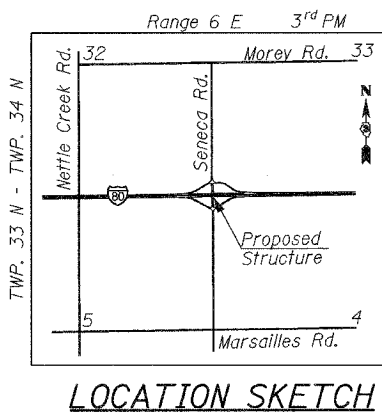 Range 6 E 3rd PM
32 Morey Rd. 33
Nettle Creek Rd.
Seneca Rd.
TWP. 33 N - TWP. 34 N
N
80
Proposed
Structure
5 4
Marsailles Rd.
LOCATION SKETCH